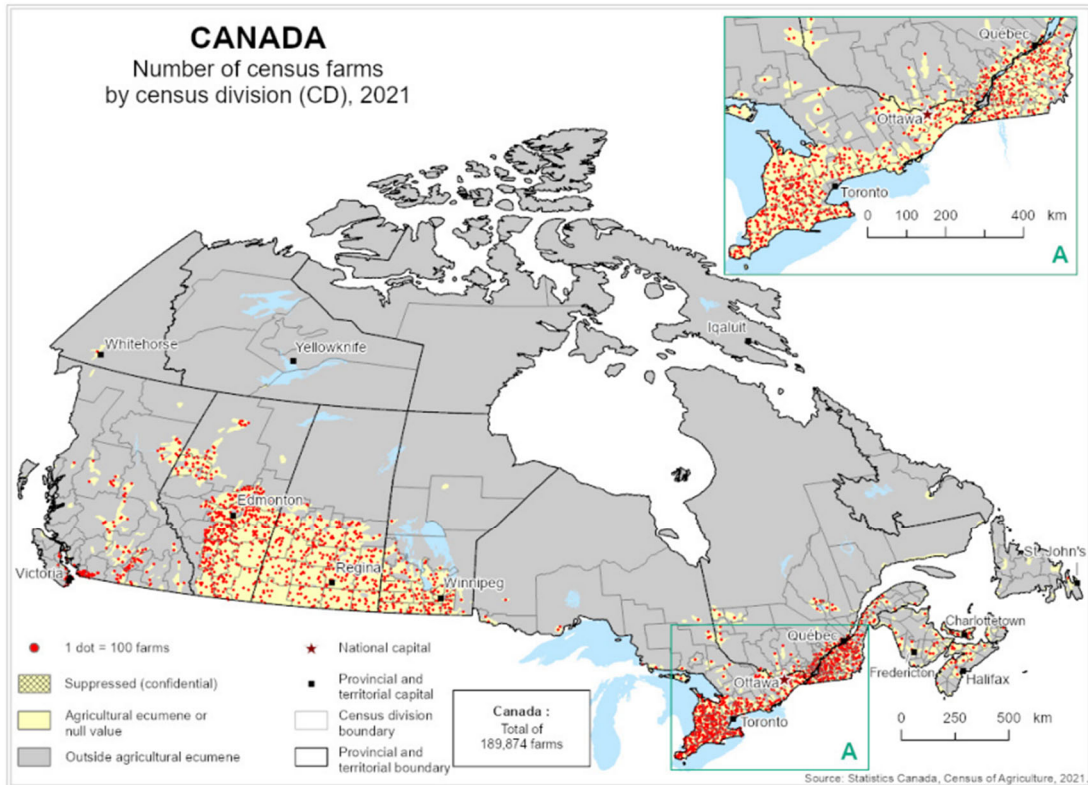 CANADA
Number of census farms
by census division (CD), 2021
Québec
Ottawa
Toronto
0 100 200 400 km
A
Iqaluit
Whitehorse
Yellowknife
Edmonton
Victoria
Regina
Winnipeg
St. John's
Charlottetown
Québec
Fredericton
Halifax
Ottawa
Toronto
A
0 250 500 km
1 dot = 100 farms
Suppressed (confidential)
Agricultural ecumene or
null value
Outside agricultural ecumene
National capital
Provincial and
territorial capital
Census division
boundary
Provincial and
territorial boundary
Canada :
Total of
189,874 farms
Source: Statistics Canada, Census of Agriculture, 2021.